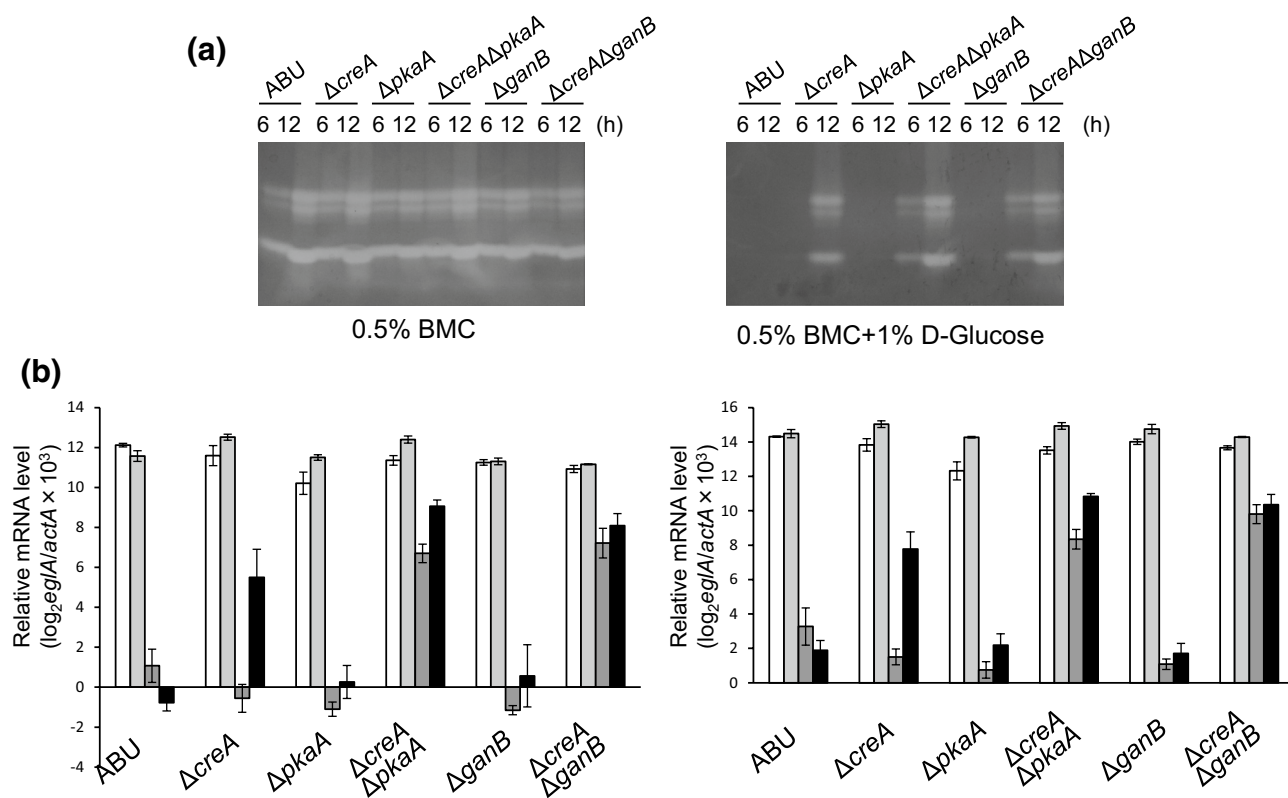 (a)
ABU ΔcreA ΔpkaA ΔcreAΔpkaA ΔganB ΔcreAΔganB
6 12 6 12 6 12 6 12 6 12 6 12 (h)
0.5% BMC
ABU ΔcreA ΔpkaA ΔcreAΔpkaA ΔganB ΔcreAΔganB
6 12 6 12 6 12 6 12 6 12 6 12 (h)
0.5% BMC+1% D-Glucose
(b)
Relative mRNA level
(log₂eglA/actA × 10³)
14
12
10
8
6
4
2
0
-2
-4
ABU
ΔcreA
ΔpkaA
ΔcreA
ΔpkaA
ΔganB
ΔcreA
ΔganB
Relative mRNA level
(log₂eglA/actA × 10³)
16
14
12
10
8
6
4
2
0
ABU
ΔcreA
ΔpkaA
ΔcreA
ΔpkaA
ΔganB
ΔcreA
ΔganB